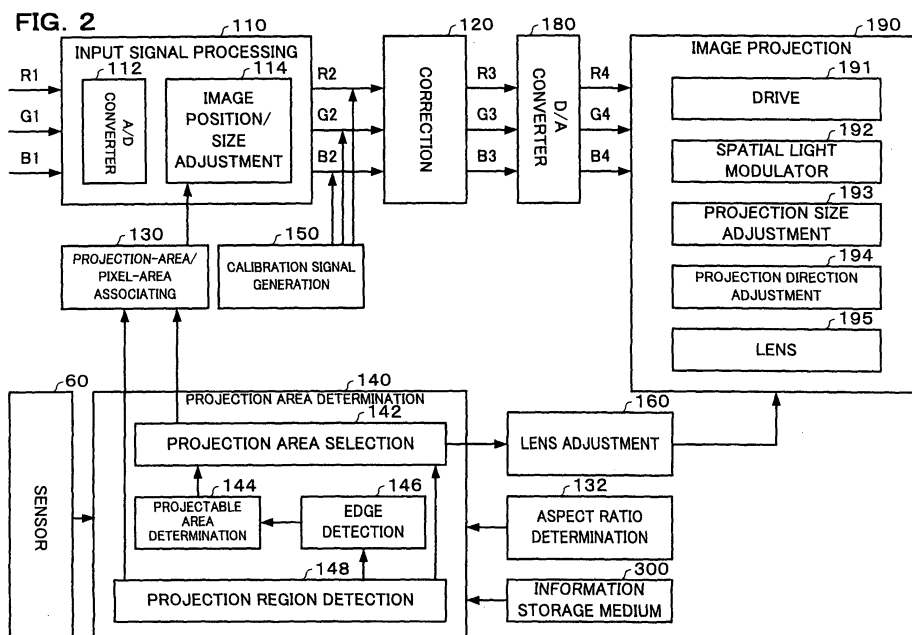 FIG. 2
110
INPUT SIGNAL PROCESSING
112
A/D
CONVERTER
114
IMAGE
POSITION/
SIZE
ADJUSTMENT
R1
G1
B1
R2
G2
B2
120
CORRECTION
R3
G3
B3
180
D/A
CONVERTER
R4
G4
B4
190
IMAGE PROJECTION
191
DRIVE
192
SPATIAL LIGHT
MODULATOR
193
PROJECTION SIZE
ADJUSTMENT
194
PROJECTION DIRECTION
ADJUSTMENT
195
LENS
130
PROJECTION-AREA/
PIXEL-AREA
ASSOCIATING
150
CALIBRATION SIGNAL
GENERATION
60
SENSOR
140
PROJECTION AREA DETERMINATION
142
PROJECTION AREA SELECTION
144
PROJECTABLE
AREA
DETERMINATION
146
EDGE
DETECTION
148
PROJECTION REGION DETECTION
160
LENS ADJUSTMENT
132
ASPECT RATIO
DETERMINATION
300
INFORMATION
STORAGE MEDIUM